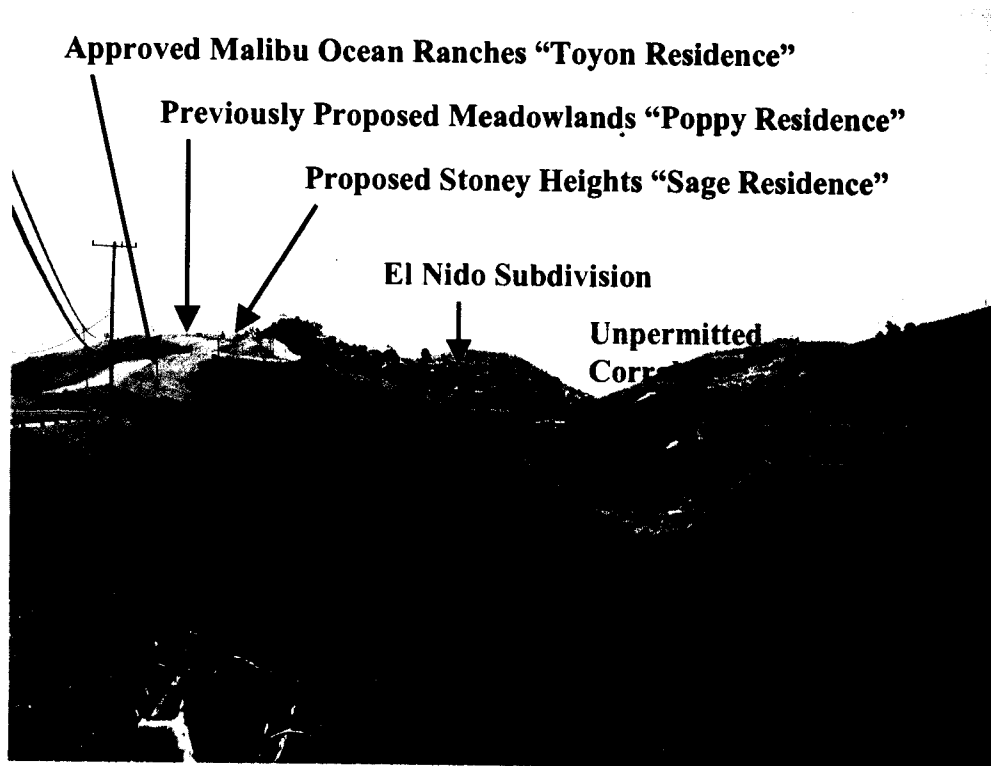 Approved Malibu Ocean Ranches “Toyon Residence”
Previously Proposed Meadowlands “Poppy Residence”
Proposed Stoney Heights “Sage Residence”
El Nido Subdivision
Unpermitted